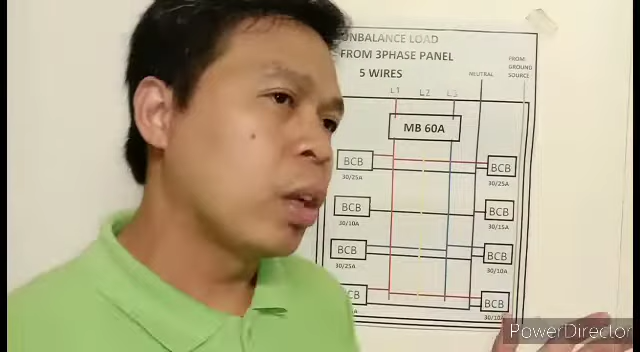 UNBALANCE LOAD
FROM 3PHASE PANEL
5 WIRES
FROM
GROUND
SOURCE
NEUTRAL
L1 L2 L3
MB 60A
BCB
30/25A
BCB
30/25A
BCB
30/10A
BCB
30/15A
BCB
30/25A
BCB
30/10A
BCB
BCB
30/10A
PowerDirector